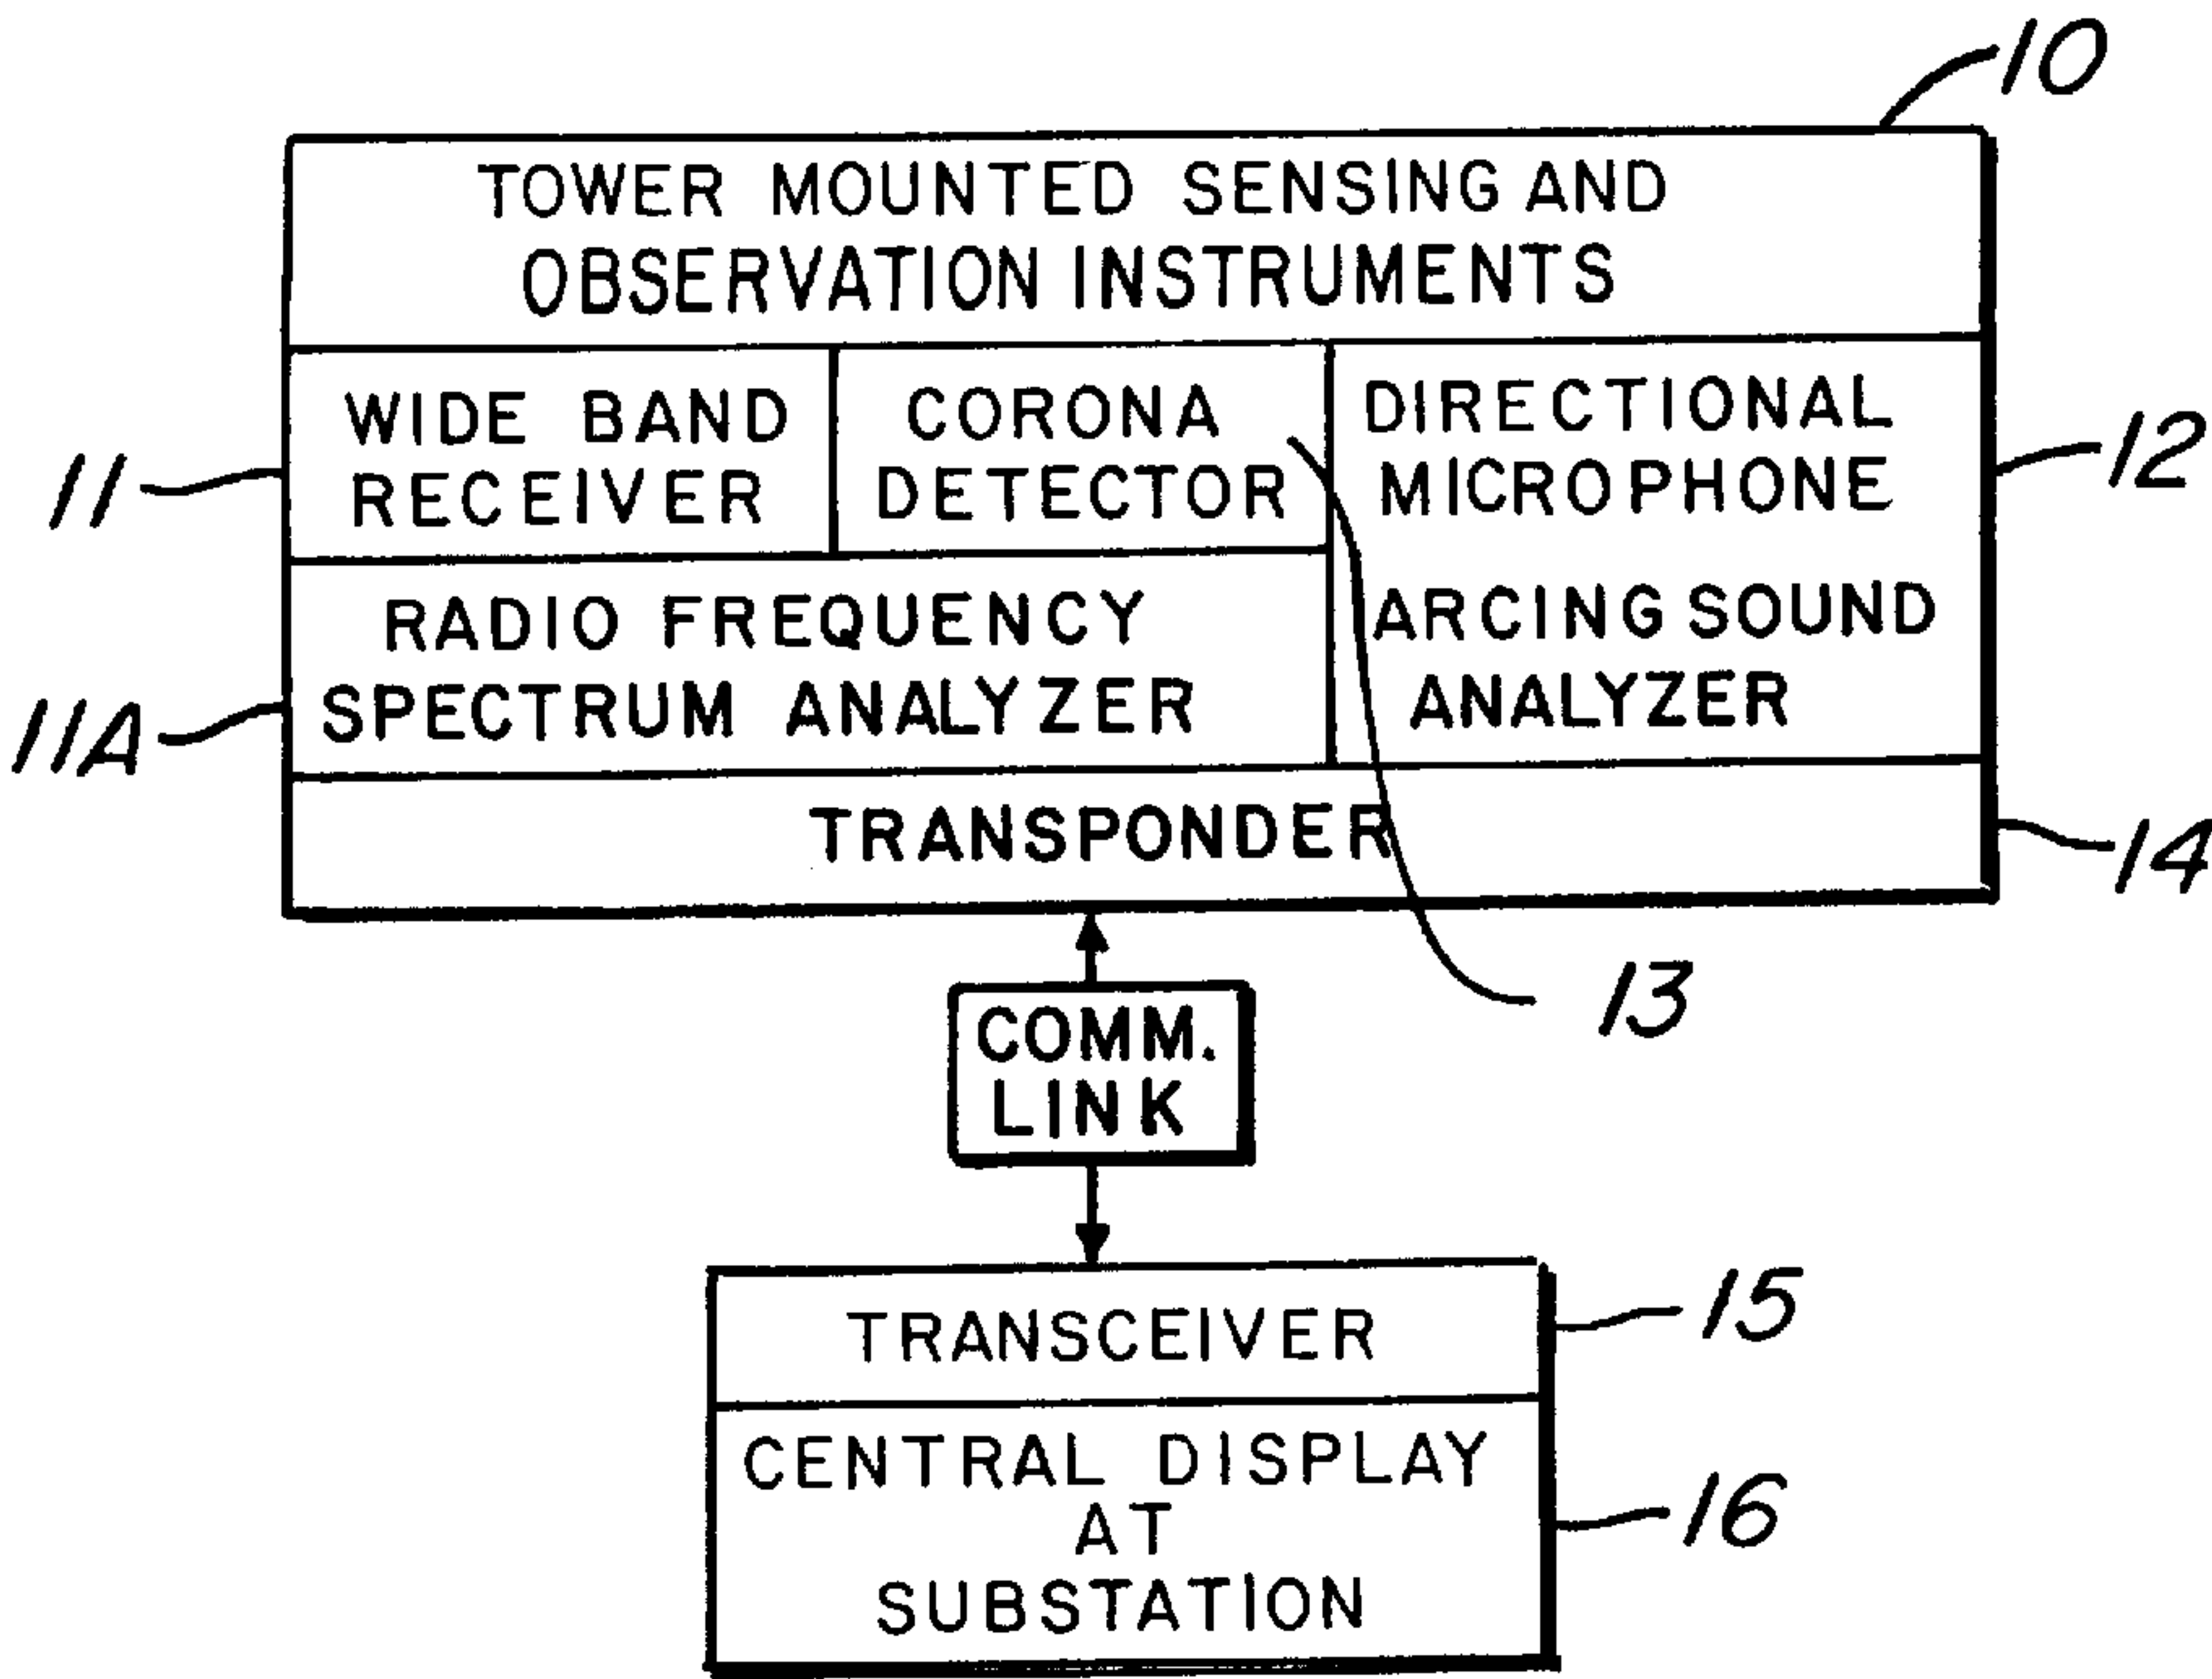 10
TOWER MOUNTED SENSING AND
OBSERVATION INSTRUMENTS
WIDE BAND
RECEIVER
CORONA
DETECTOR
DIRECTIONAL
MICROPHONE
11
12
RADIO FREQUENCY
SPECTRUM ANALYZER
ARCING SOUND
ANALYZER
11A
TRANSPONDER
14
13
COMM.
LINK
TRANSCEIVER
15
CENTRAL DISPLAY
AT
SUBSTATION
16